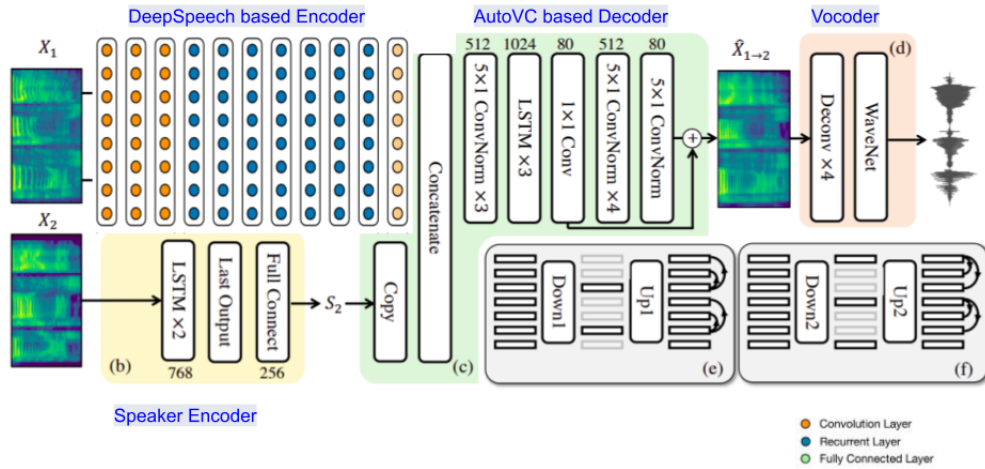 DeepSpeech based Encoder
AutoVC based Decoder
Vocoder
X₁
512 1024 80 512 80
X̂₁→₂
(d)
5×1 ConvNorm ×3
LSTM ×3
1×1 Conv
5×1 ConvNorm ×4
5×1 ConvNorm
+
Deconv ×4
WaveNet
Concatenate
X₂
LSTM ×2
Last Output
Full Connect
S₂
Copy
Down1
Up1
Down2
Up2
(b)
768
256
(c)
(e)
(f)
Speaker Encoder
Convolution Layer
Recurrent Layer
Fully Connected Layer